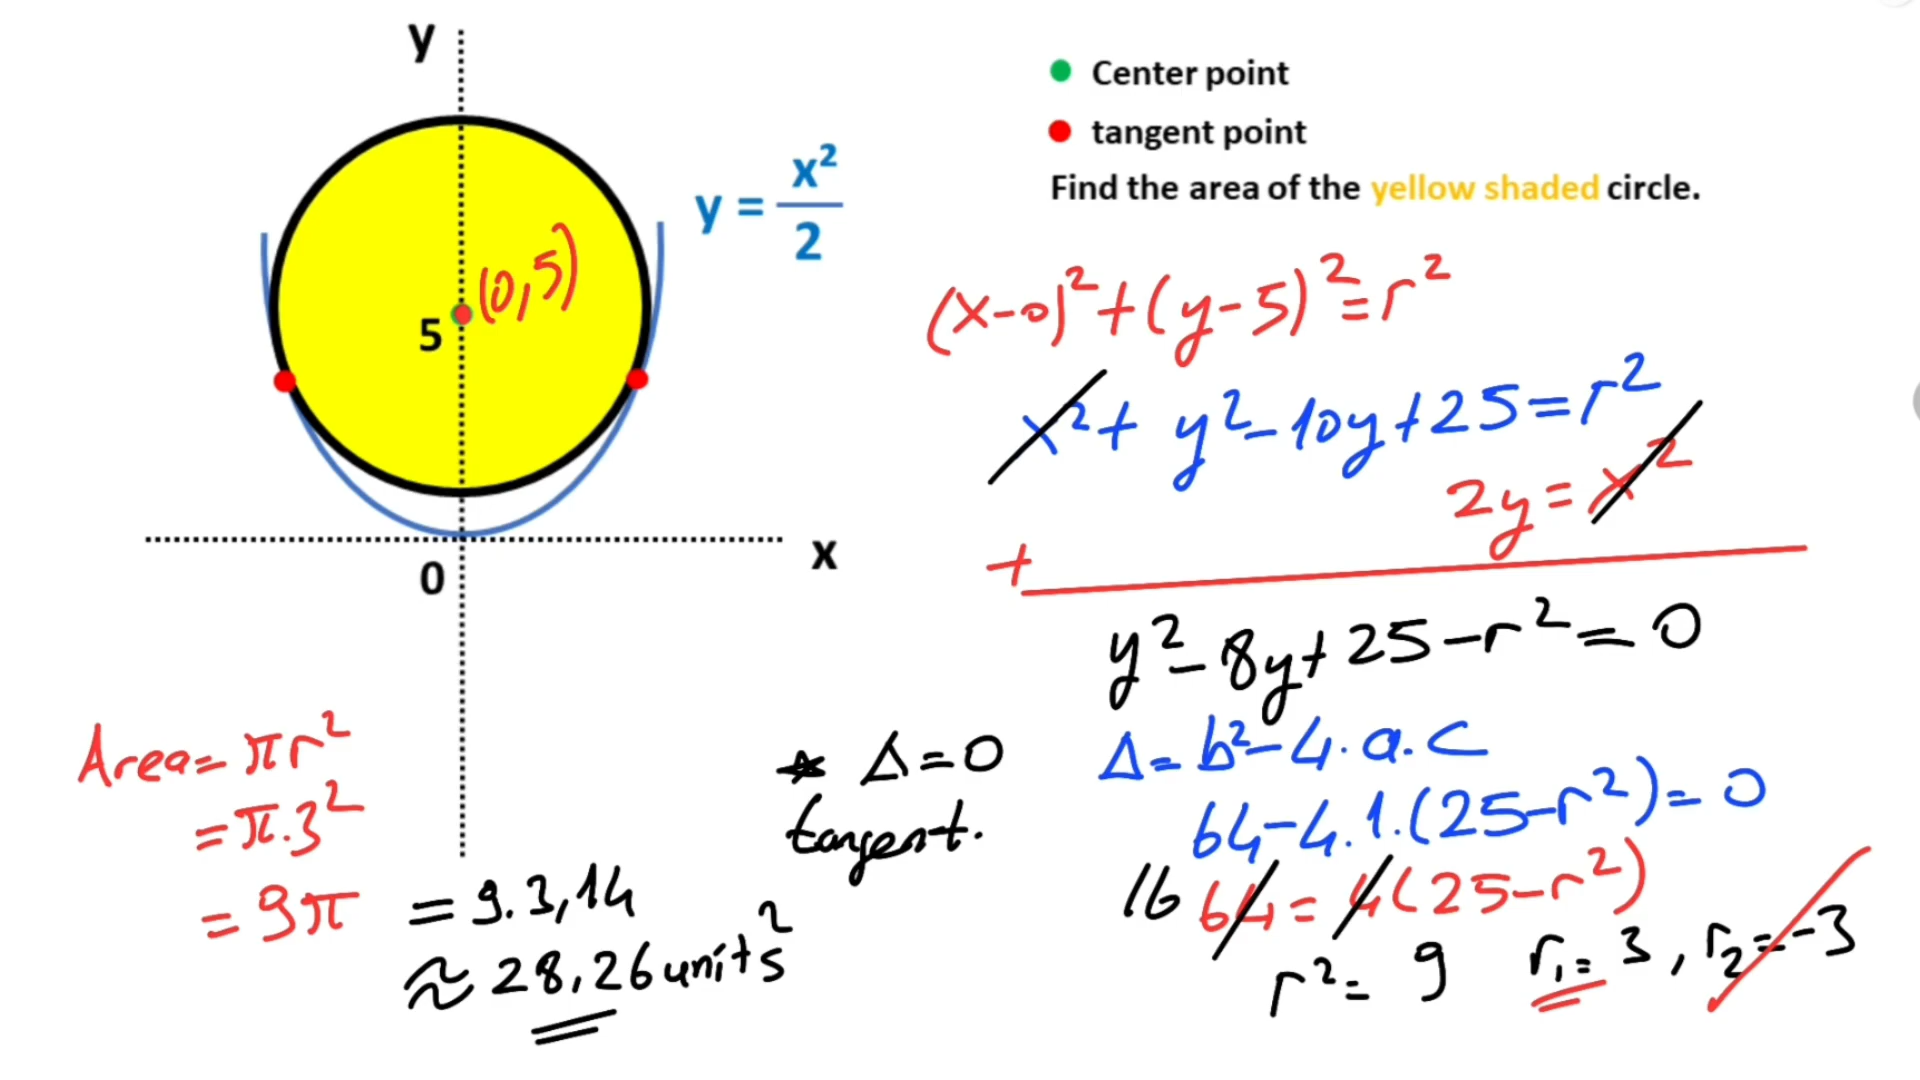 y
Center point
tangent point
Find the area of the yellow shaded circle.
y = x²/2
(0,5)
5
x
0
(x-0)²+(y-5)²=r²
x²+ y²-10y+25=r²
2y=x²
+
y²-8y+25-r²=0
Δ=b²-4.a.c
64-4.1.(25-r²)=0
16 64=4(25-r²)
r²= 9 r₁=3, r₂=-3
* Δ=0
tangent.
Area=πr²
=π.3²
=9π =9.3,14
≈28,26units²